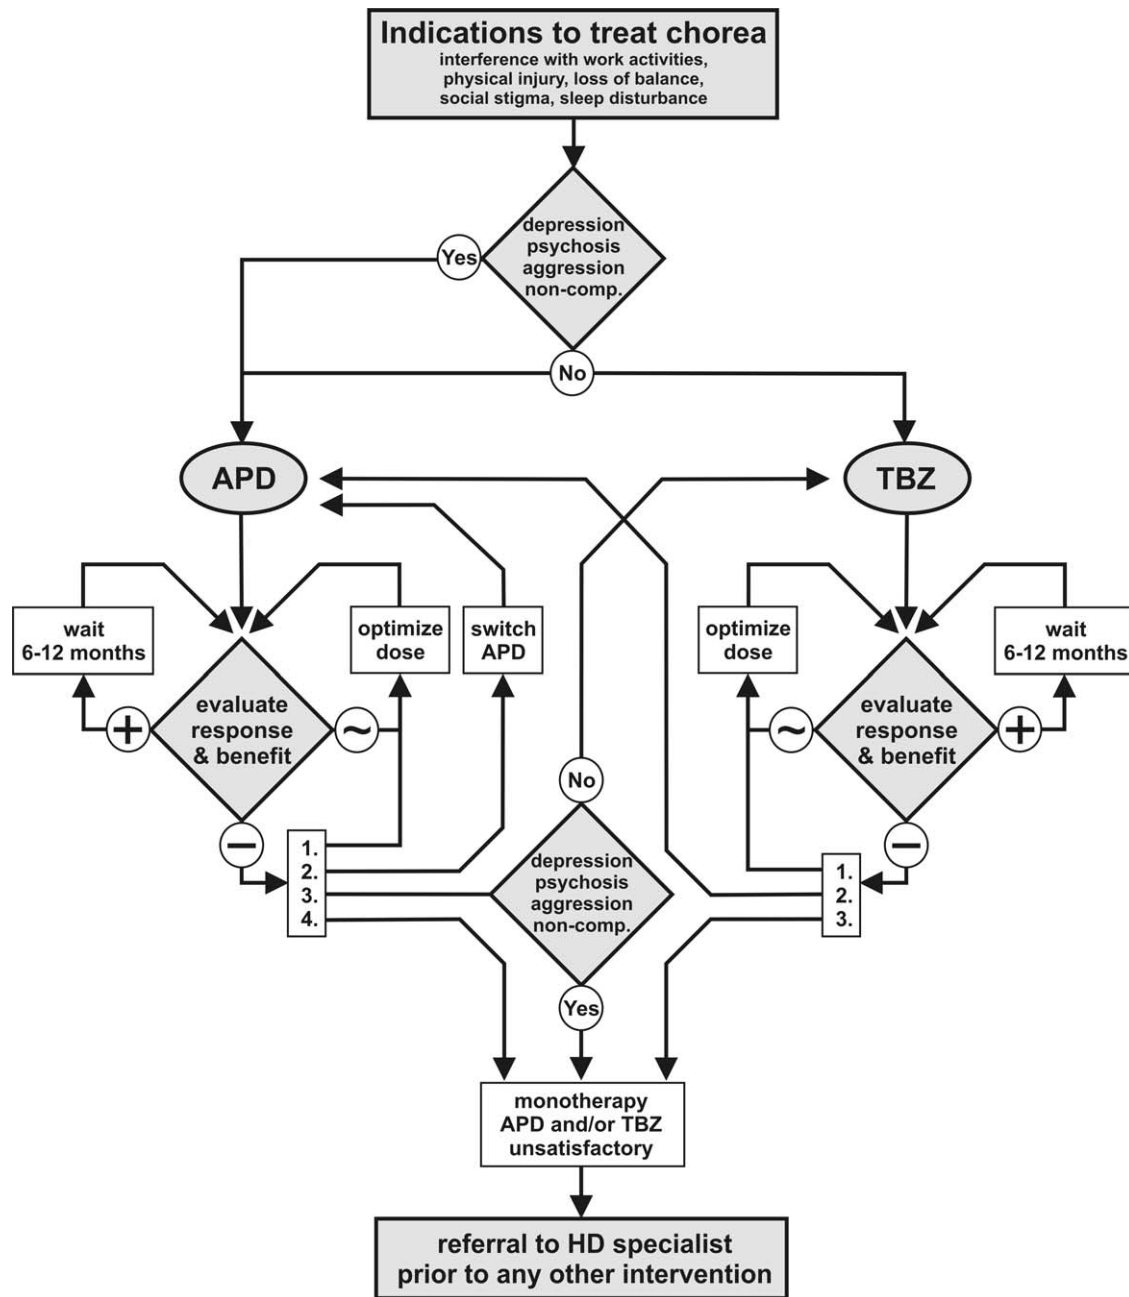 Indications to treat chorea
interference with work activities,
physical injury, loss of balance,
social stigma, sleep disturbance
depression
psychosis
aggression
non-comp.
Yes
No
APD
TBZ
wait
6-12 months
optimize
dose
switch
APD
optimize
dose
wait
6-12 months
evaluate
response
& benefit
+
~
−
evaluate
response
& benefit
~
+
−
No
1.
2.
3.
4.
depression
psychosis
aggression
non-comp.
1.
2.
3.
Yes
monotherapy
APD and/or TBZ
unsatisfactory
referral to HD specialist
prior to any other intervention